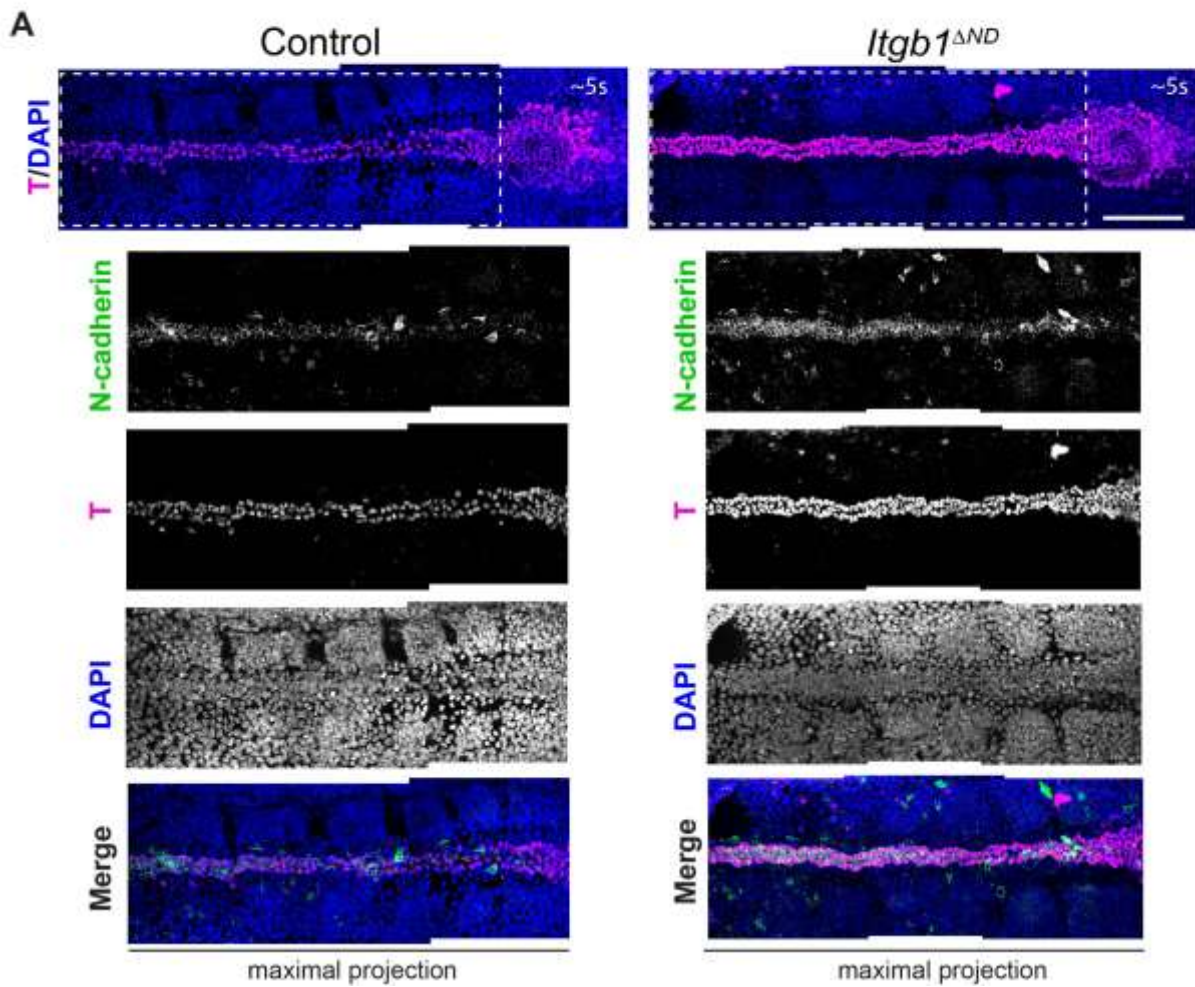 A
Control
Itgb1ΔND
T/DAPI
~5s
~5s
N-cadherin
N-cadherin
T
T
DAPI
DAPI
Merge
Merge
maximal projection
maximal projection